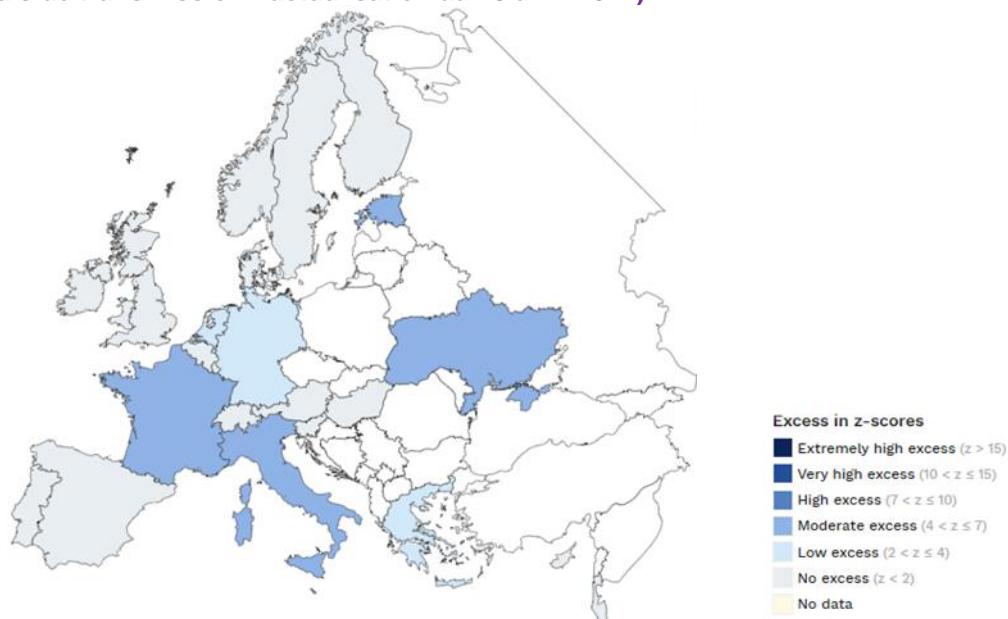 Excess in z-scores
Extremely high excess (z > 15)
Very high excess (10 < z ≤ 15)
High excess (7 < z ≤ 10)
Moderate excess (4 < z ≤ 7)
Low excess (2 < z ≤ 4)
No excess (z < 2)
No data